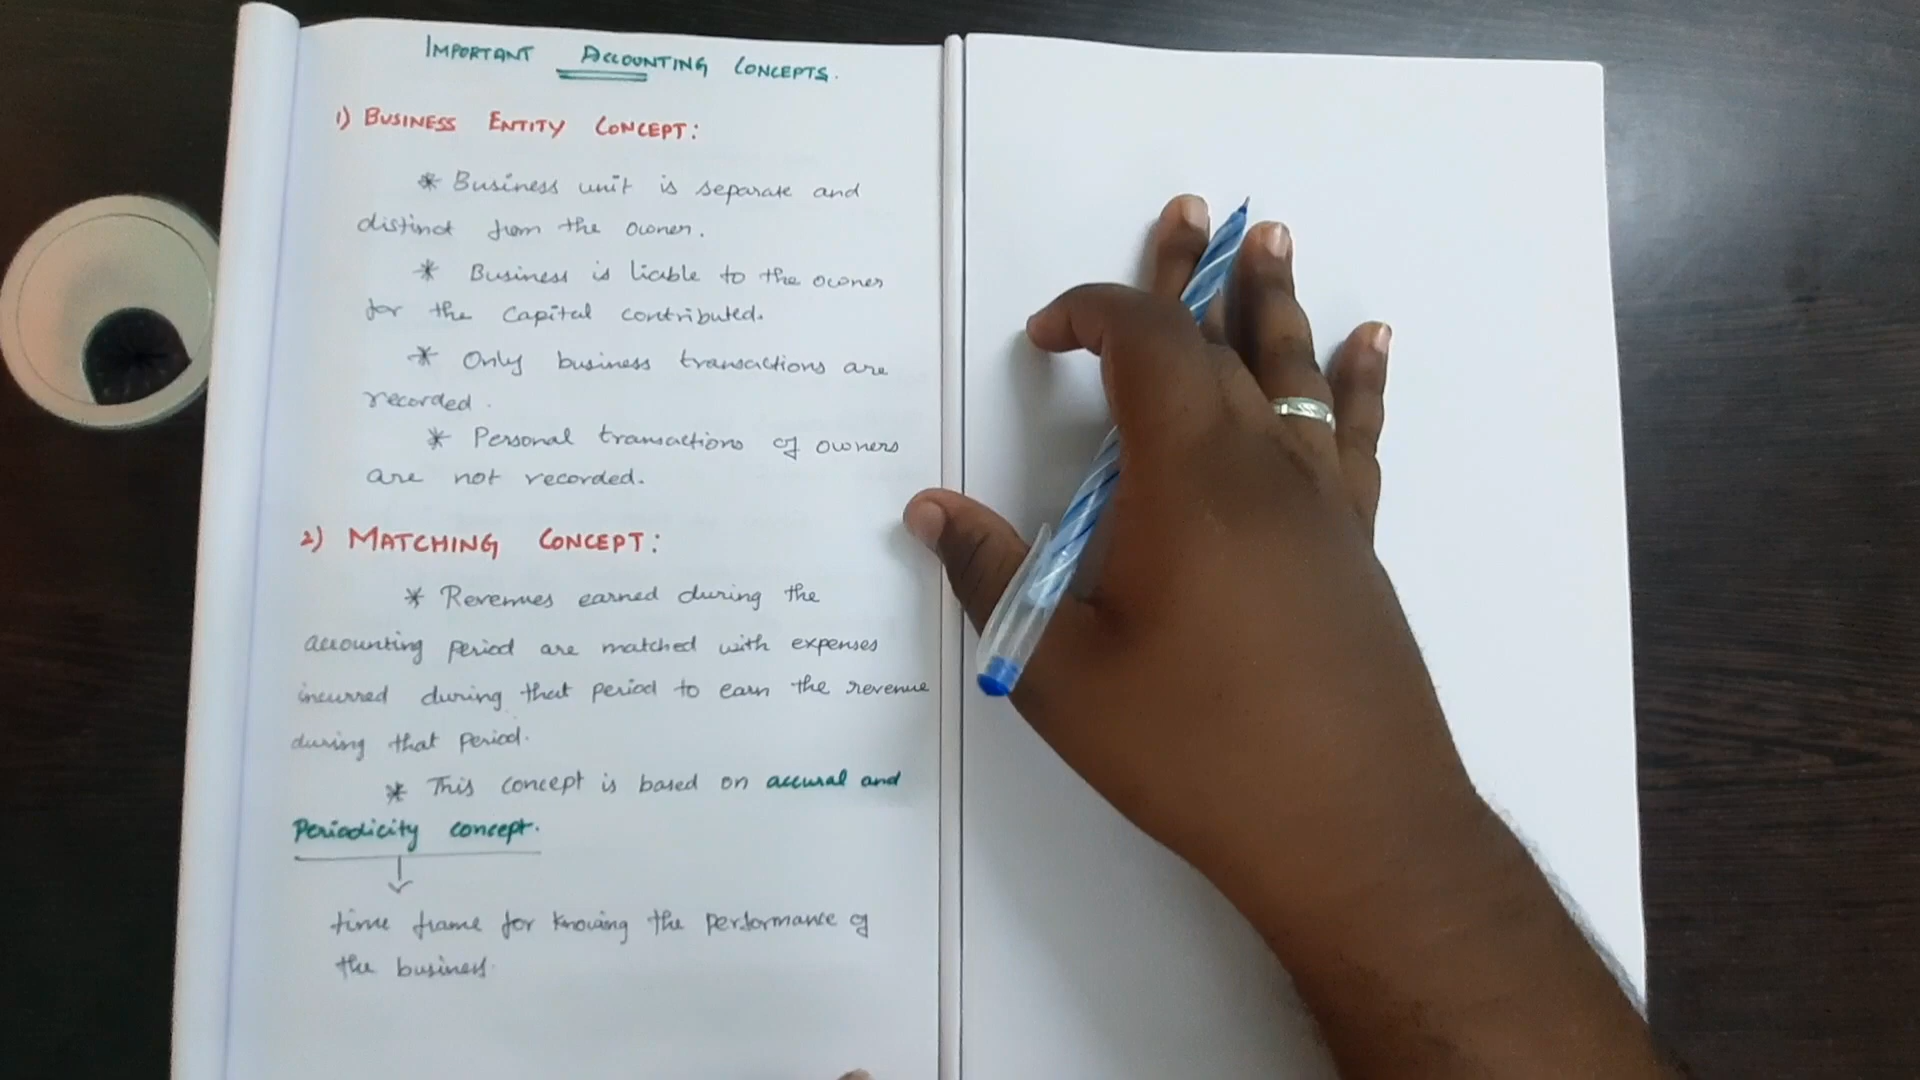 IMPORTANT ACCOUNTING CONCEPTS.
1) BUSINESS ENTITY CONCEPT:
* Business unit is separate and
distinct from the owner.
* Business is liable to the owner
for the Capital contributed.
* Only business transactions are
recorded.
* Personal transactions of owners
are not recorded.
2) MATCHING CONCEPT:
* Revenues earned during the
accounting period are matched with expenses
incurred during that period to earn the revenue
during that period.
* This concept is based on accural and
Periodicity concept.
time frame for knowing the performance of
the business.